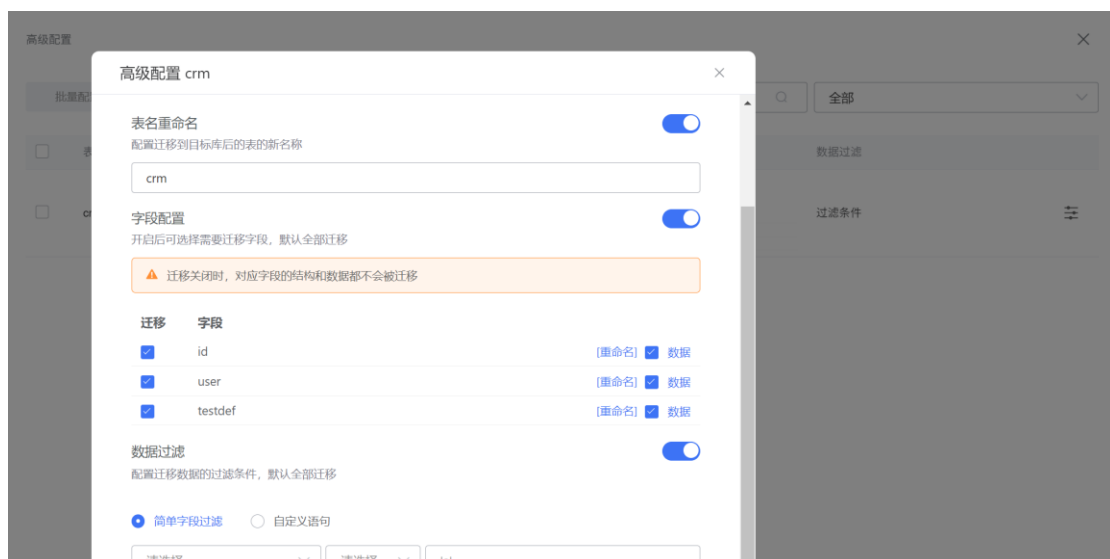 高级配置
高级配置 crm
批量配
全部
表名重命名
配置迁移到目标库后的表的新名称
数据过滤
crm
过滤条件
字段配置
开启后可选择需要迁移字段，默认全部迁移
迁移关闭时，对应字段的结构和数据都不会被迁移
迁移 字段
id [重命名] 数据
user [重命名] 数据
testdef [重命名] 数据
数据过滤
配置迁移数据的过滤条件，默认全部迁移
简单字段过滤 自定义语句
请选择 请选择